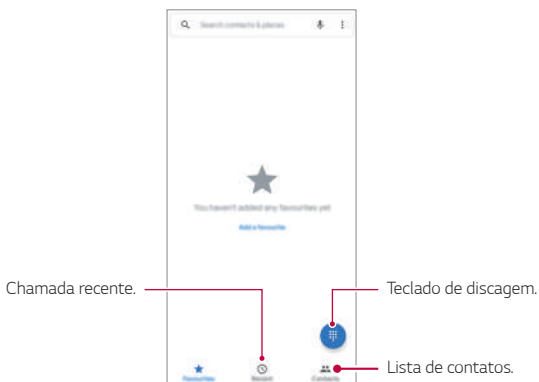 Search contacts & places
You haven't added any favourites yet
Add a favourite
Chamada recente.
Teclado de discagem.
Lista de contatos.
Favourites Recent Contacts